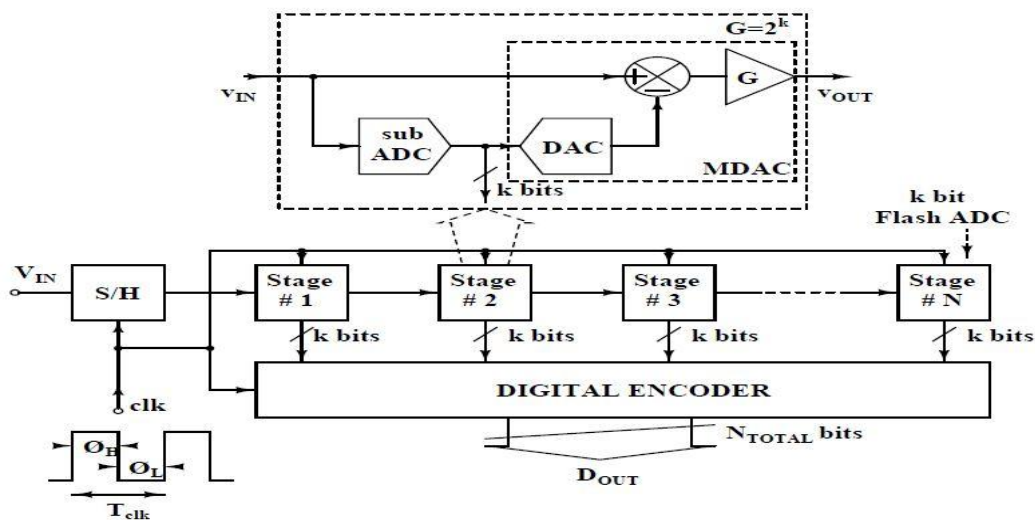 G=2^k
v_IN
G
v_OUT
sub
ADC
DAC
MDAC
k bits
k bit
Flash ADC
V_IN
S/H
Stage
# 1
Stage
# 2
Stage
# 3
Stage
# N
k bits
k bits
k bits
k bits
clk
DIGITAL ENCODER
Ø_H
Ø_L
N_TOTAL bits
D_OUT
T_clk